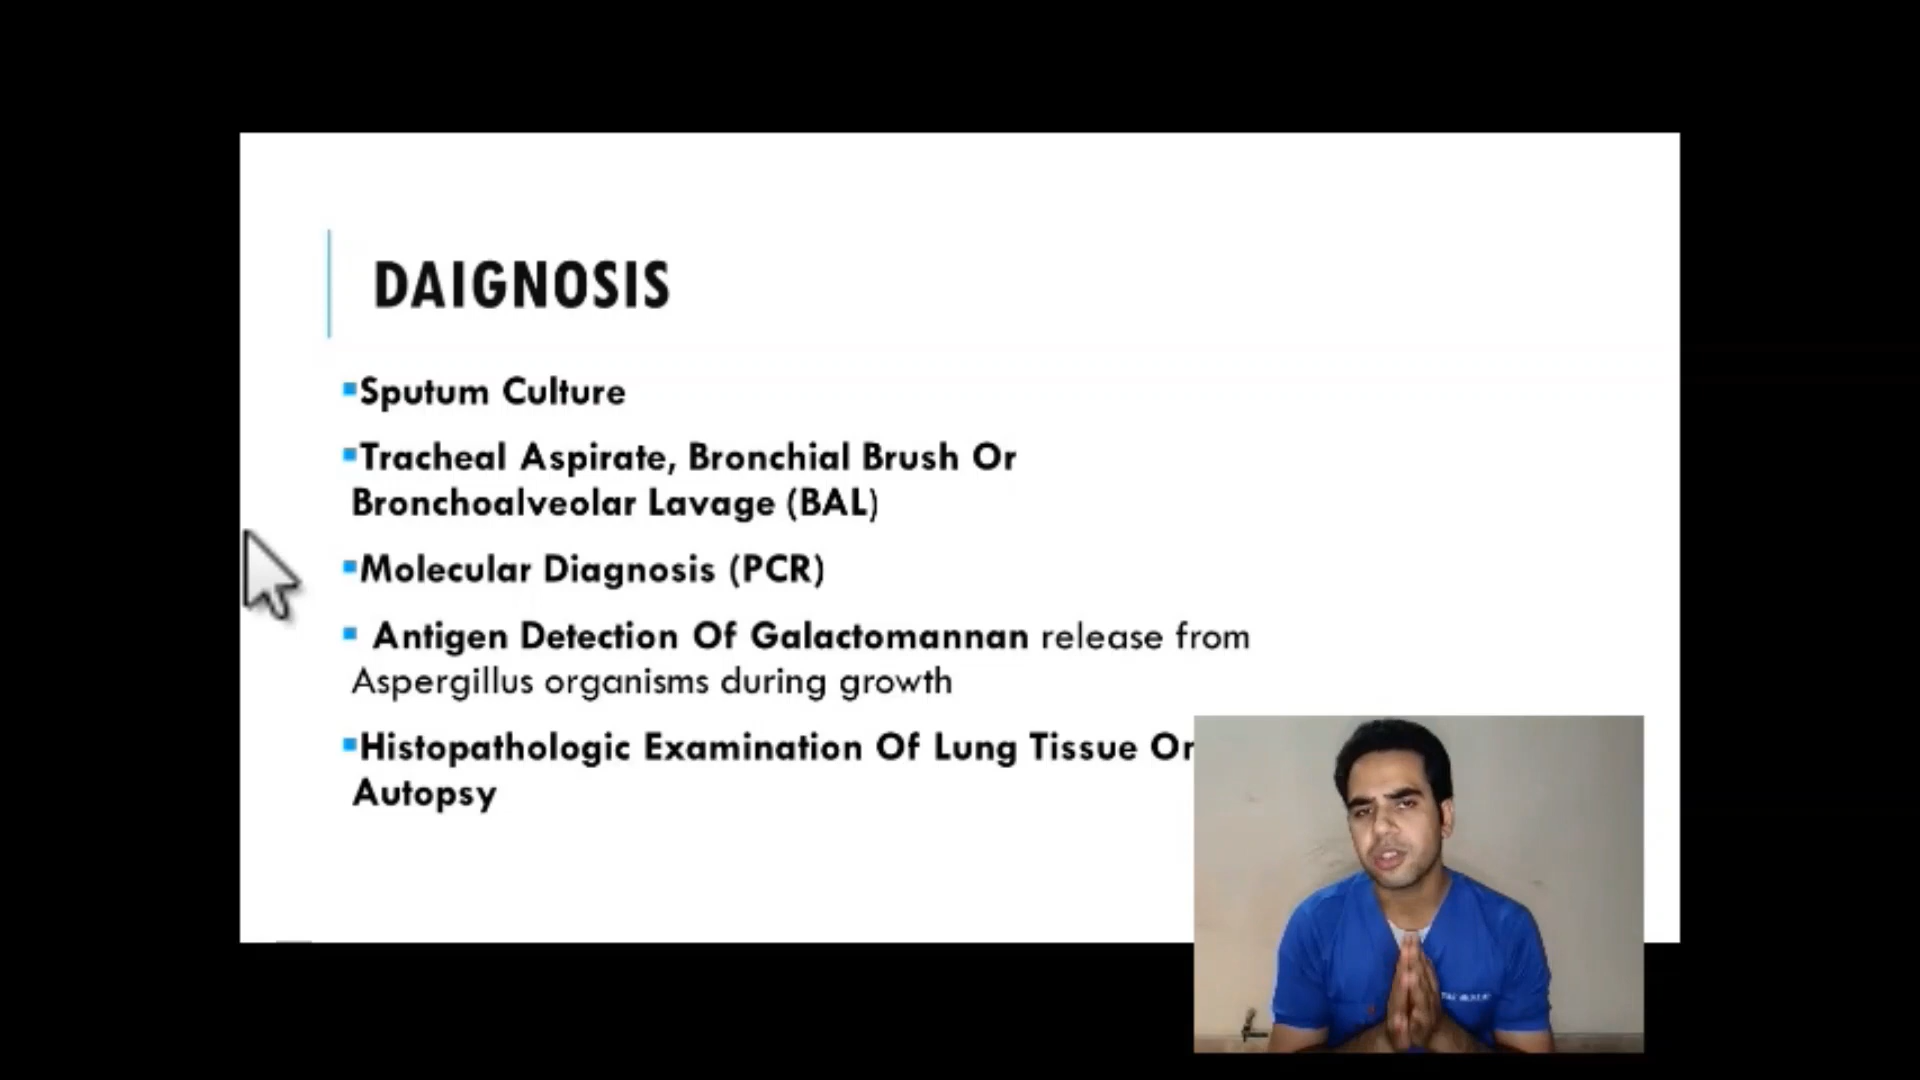 DAIGNOSIS
Sputum Culture
Tracheal Aspirate, Bronchial Brush Or
Bronchoalveolar Lavage (BAL)
Molecular Diagnosis (PCR)
Antigen Detection Of Galactomannan release from
Aspergillus organisms during growth
Histopathologic Examination Of Lung Tissue Or
Autopsy